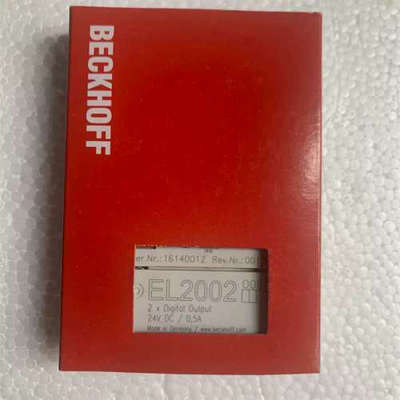 BECKHOFF
er.Nr.:16140012 Rev.Nr.:00
EL2002
2 x Digital Output
24V DC / 0,5A
Made in Germany / www.beckhoff.com